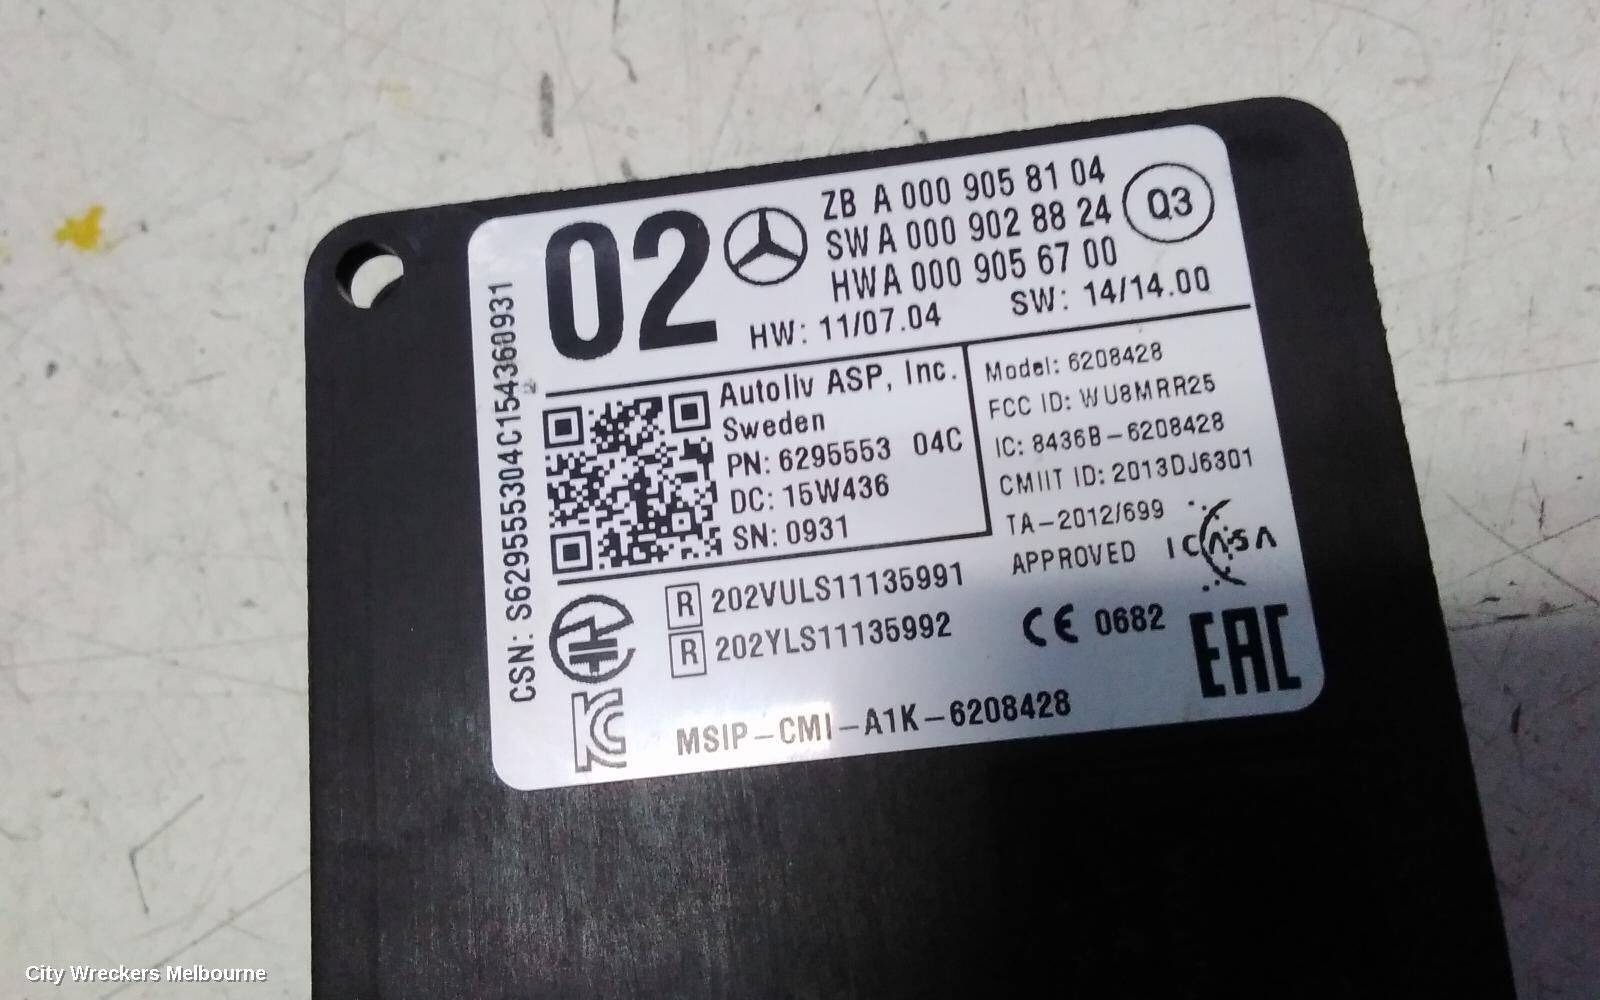 02
ZB A 000 905 81 04
SW A 000 902 88 24
HW A 000 905 67 00
Q3
HW: 11/07.04 SW: 14/14.00
CSN: S629555304C154360931
Autoliv ASP, Inc.
Sweden
PN: 6295553 04C
DC: 15W436
SN: 0931
Model: 6208428
FCC ID: WU8MRR25
IC: 8436B-6208428
CMIIT ID: 2013DJ6301
TA-2012/699
APPROVED ICASA
R 202VULS11135991
R 202YLS11135992
CE 0682
EAC
KC
MSIP-CMI-A1K-6208428
City Wreckers Melbourne